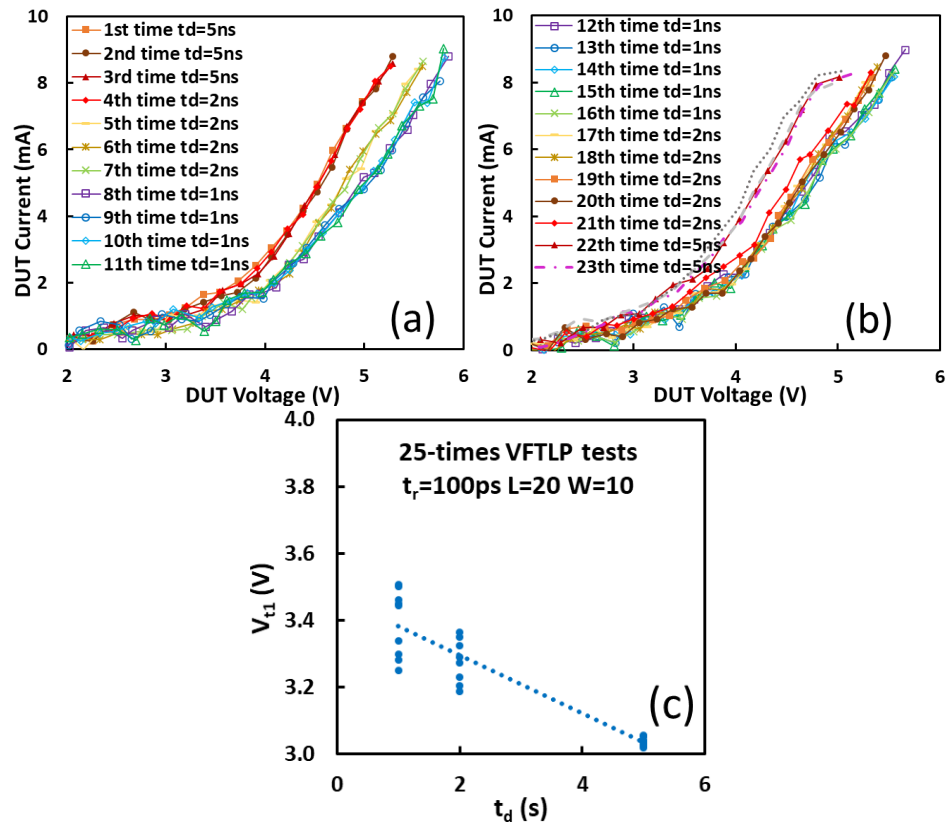 DUT Current (mA)
10
8
6
4
2
0
1st time td=5ns
2nd time td=5ns
3rd time td=5ns
4th time td=2ns
5th time td=2ns
6th time td=2ns
7th time td=2ns
8th time td=1ns
9th time td=1ns
10th time td=1ns
11th time td=1ns
(a)
2 3 4 5 6
DUT Voltage (V)
DUT Current (mA)
10
8
6
4
2
0
12th time td=1ns
13th time td=1ns
14th time td=1ns
15th time td=1ns
16th time td=1ns
17th time td=2ns
18th time td=2ns
19th time td=2ns
20th time td=2ns
21th time td=2ns
22th time td=5ns
23th time td=5ns
(b)
2 3 4 5 6
DUT Voltage (V)
Vt1 (V)
4.0
3.8
3.6
3.4
3.2
3.0
25-times VFTLP tests
tr=100ps L=20 W=10
(c)
0 2 4 6
td (s)